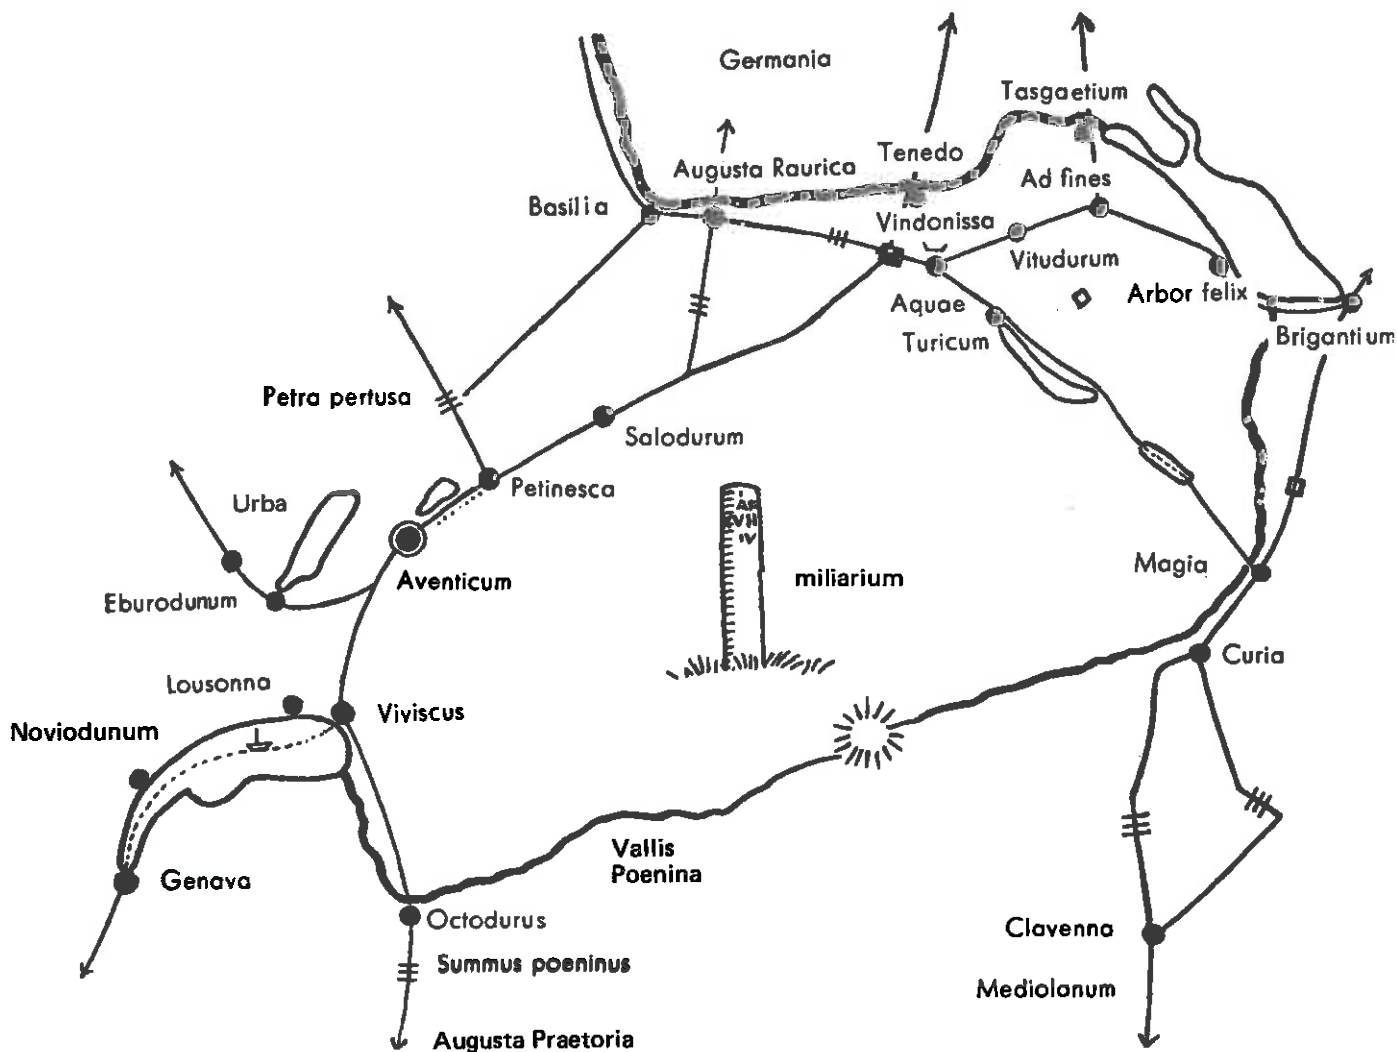 Germania
Tasgaetium
Augusta Raurica
Tenedo
Ad fines
Basilia
Vindonissa
Vitudurum
Arbor felix
Aquae
Turicum
Brigantium
Petra pertusa
Salodurum
Urba
Petinesca
Aventicum
miliarium
Magia
Eburodunum
Curia
Lousonna
Viviscus
Noviodunum
Vallis
Poenina
Genava
Octodurus
Clavenna
Summus poeninus
Mediolanum
Augusta Praetoria